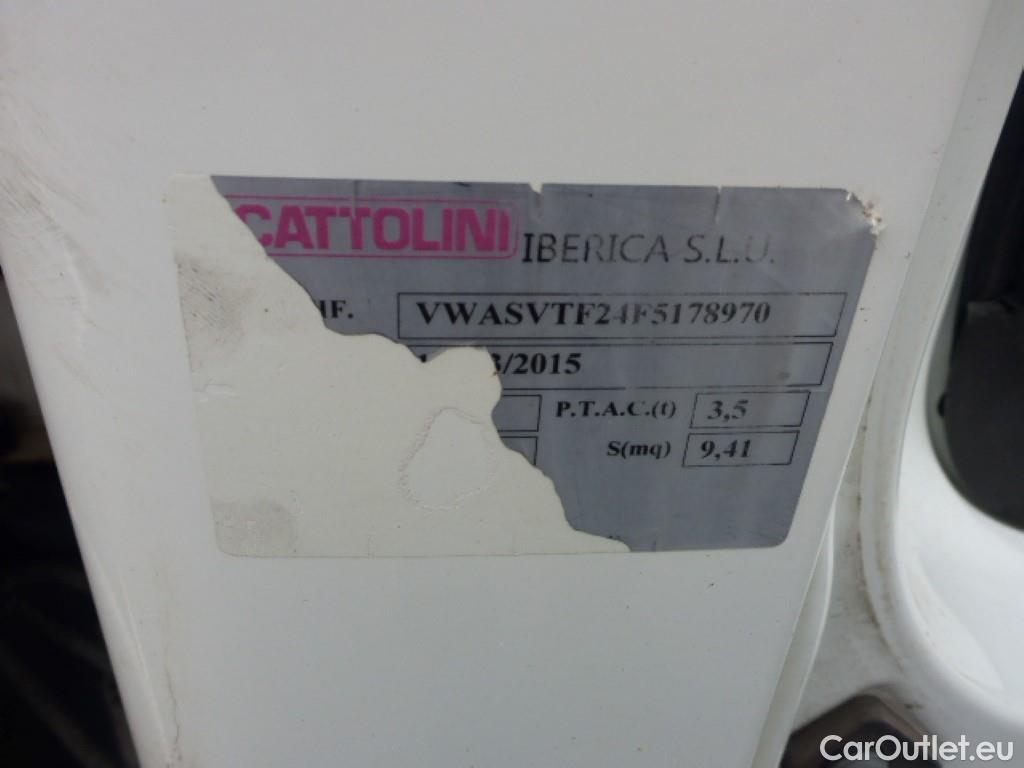 CATTOLINI IBERICA S.L.U.
IF. VWASVTF24F5178970
3/2015
P.T.A.C.(t) 3,5
S(mq) 9,41
CarOutlet.eu